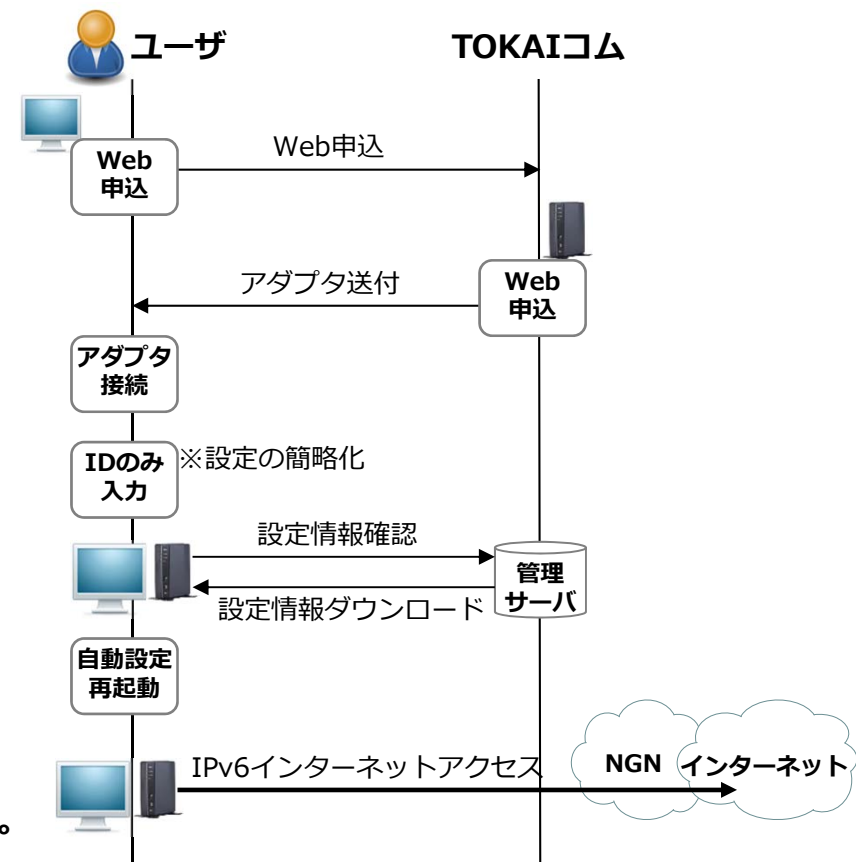 ユーザ
TOKAIコム
Web
申込
Web申込
アダプタ送付
Web
申込
アダプタ
接続
IDのみ
入力
※設定の簡略化
設定情報確認
管理
サーバ
設定情報ダウンロード
自動設定
再起動
IPv6インターネットアクセス
NGN
インターネット
。